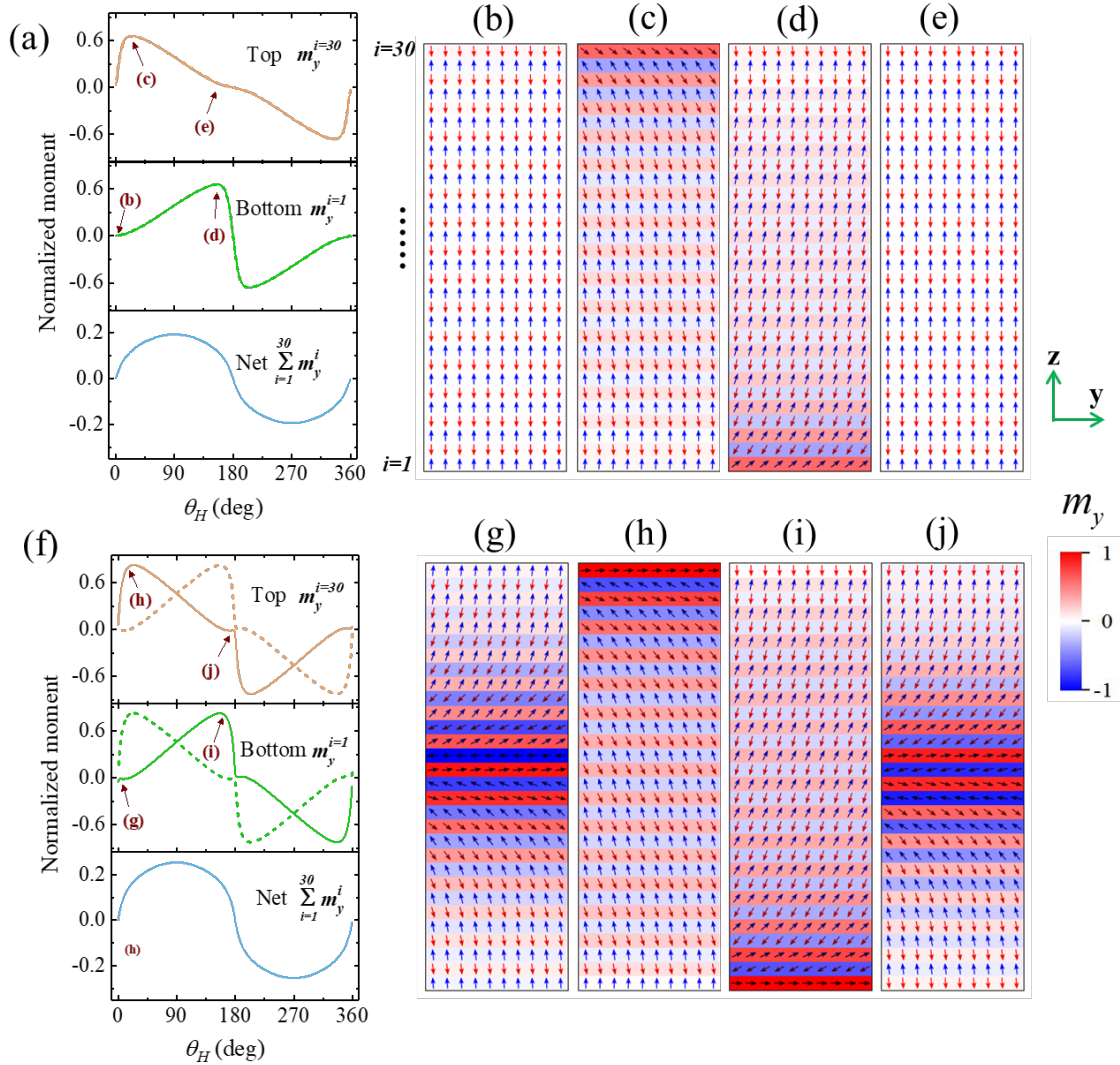 (a)
Normalized moment
0.6
0.0
-0.6
Top m_y^{i=30}
(c)
(e)
0.6
0.0
-0.6
Bottom m_y^{i=1}
(b)
(d)
0.2
0.0
-0.2
Net \sum_{i=1}^{30} m_y^i
0 90 180 270 360
θ_H (deg)
(b) (c) (d) (e)
i=30
......
i=1
z
y
(f)
Normalized moment
0.6
0.0
-0.6
Top m_y^{i=30}
(h)
(j)
0.6
0.0
-0.6
Bottom m_y^{i=1}
(i)
(g)
0.2
0.0
-0.2
Net \sum_{i=1}^{30} m_y^i
(h)
0 90 180 270 360
θ_H (deg)
(g) (h) (i) (j)
m_y
1
0
-1